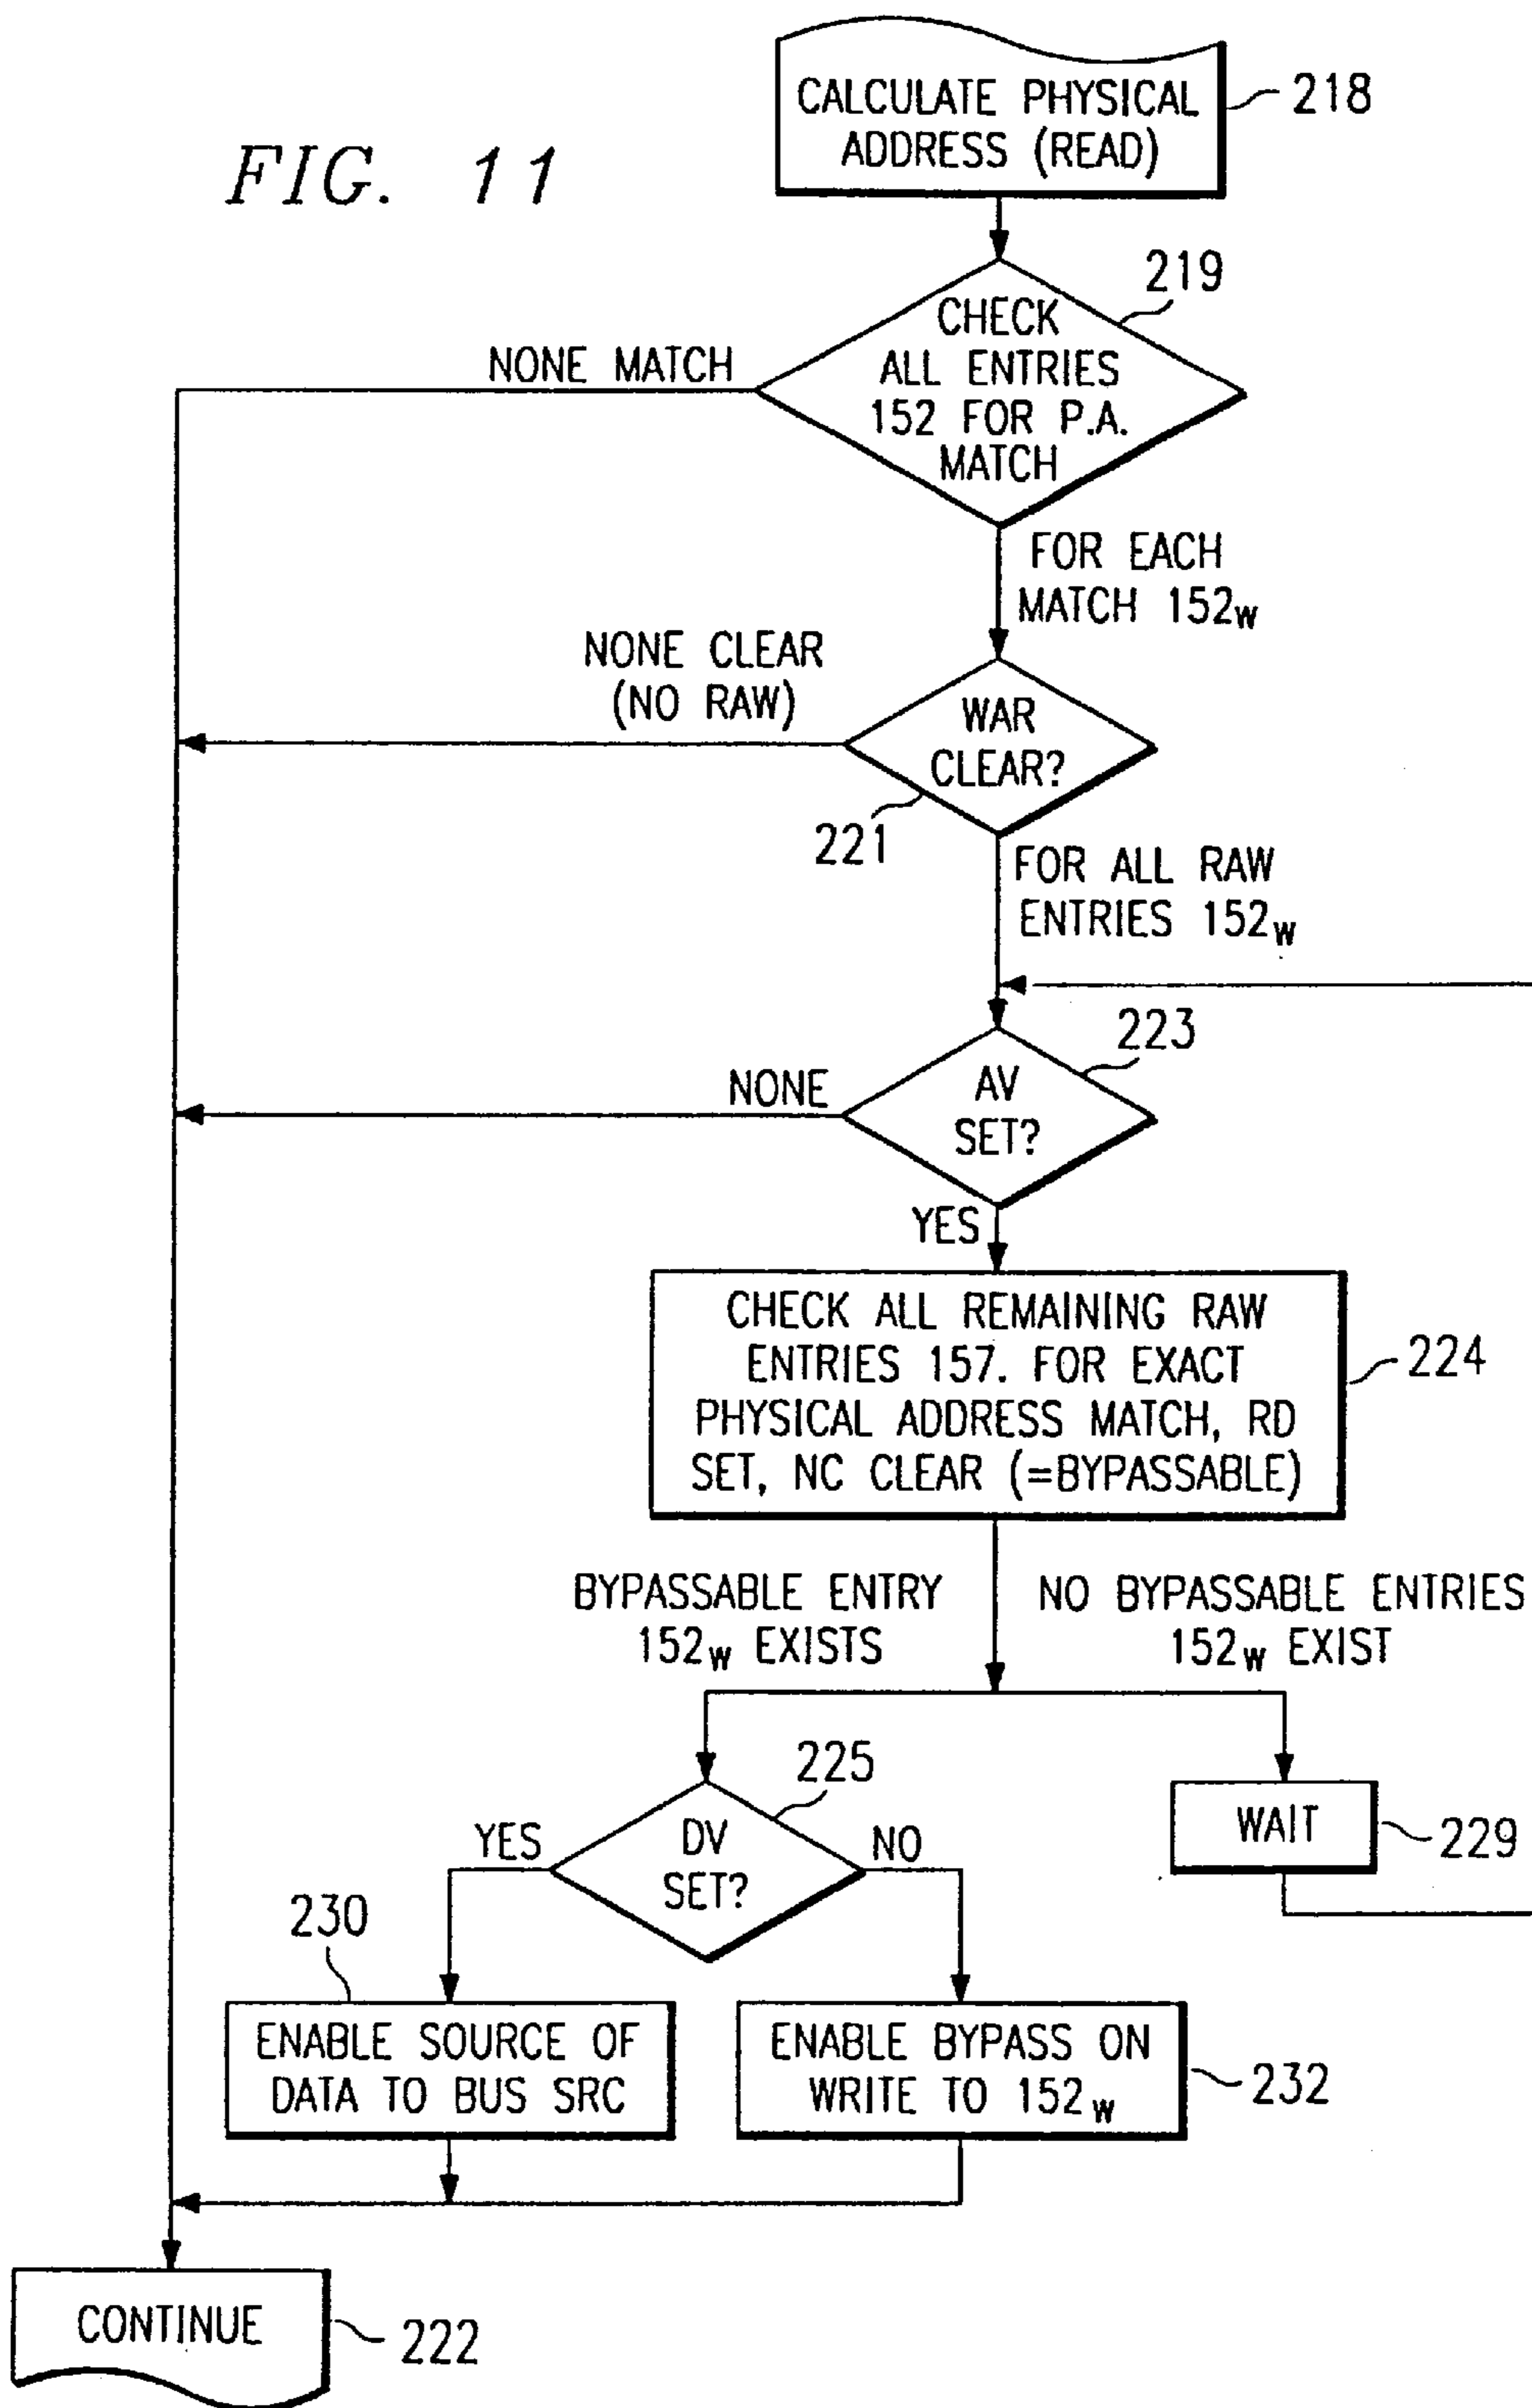 FIG. 11
CALCULATE PHYSICAL
ADDRESS (READ)
218
219
CHECK
ALL ENTRIES
152 FOR P.A.
MATCH
NONE MATCH
FOR EACH
MATCH 152w
NONE CLEAR
(NO RAW)
WAR
CLEAR?
221
FOR ALL RAW
ENTRIES 152w
223
NONE
AV
SET?
YES
CHECK ALL REMAINING RAW
ENTRIES 157. FOR EXACT
PHYSICAL ADDRESS MATCH, RD
SET, NC CLEAR (=BYPASSABLE)
224
BYPASSABLE ENTRY
152w EXISTS
NO BYPASSABLE ENTRIES
152w EXIST
225
YES
DV
SET?
NO
WAIT
229
230
ENABLE SOURCE OF
DATA TO BUS SRC
ENABLE BYPASS ON
WRITE TO 152w
232
CONTINUE
222